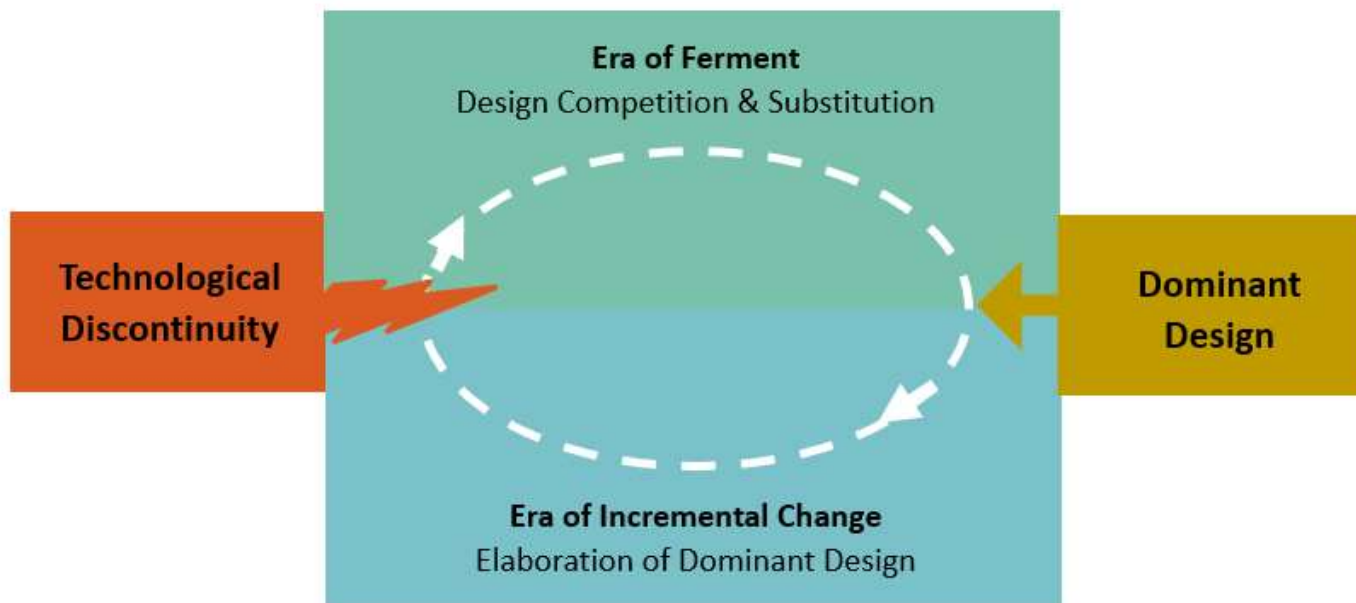 Era of Ferment
Design Competition & Substitution
Technological
Discontinuity
Dominant
Design
Era of Incremental Change
Elaboration of Dominant Design